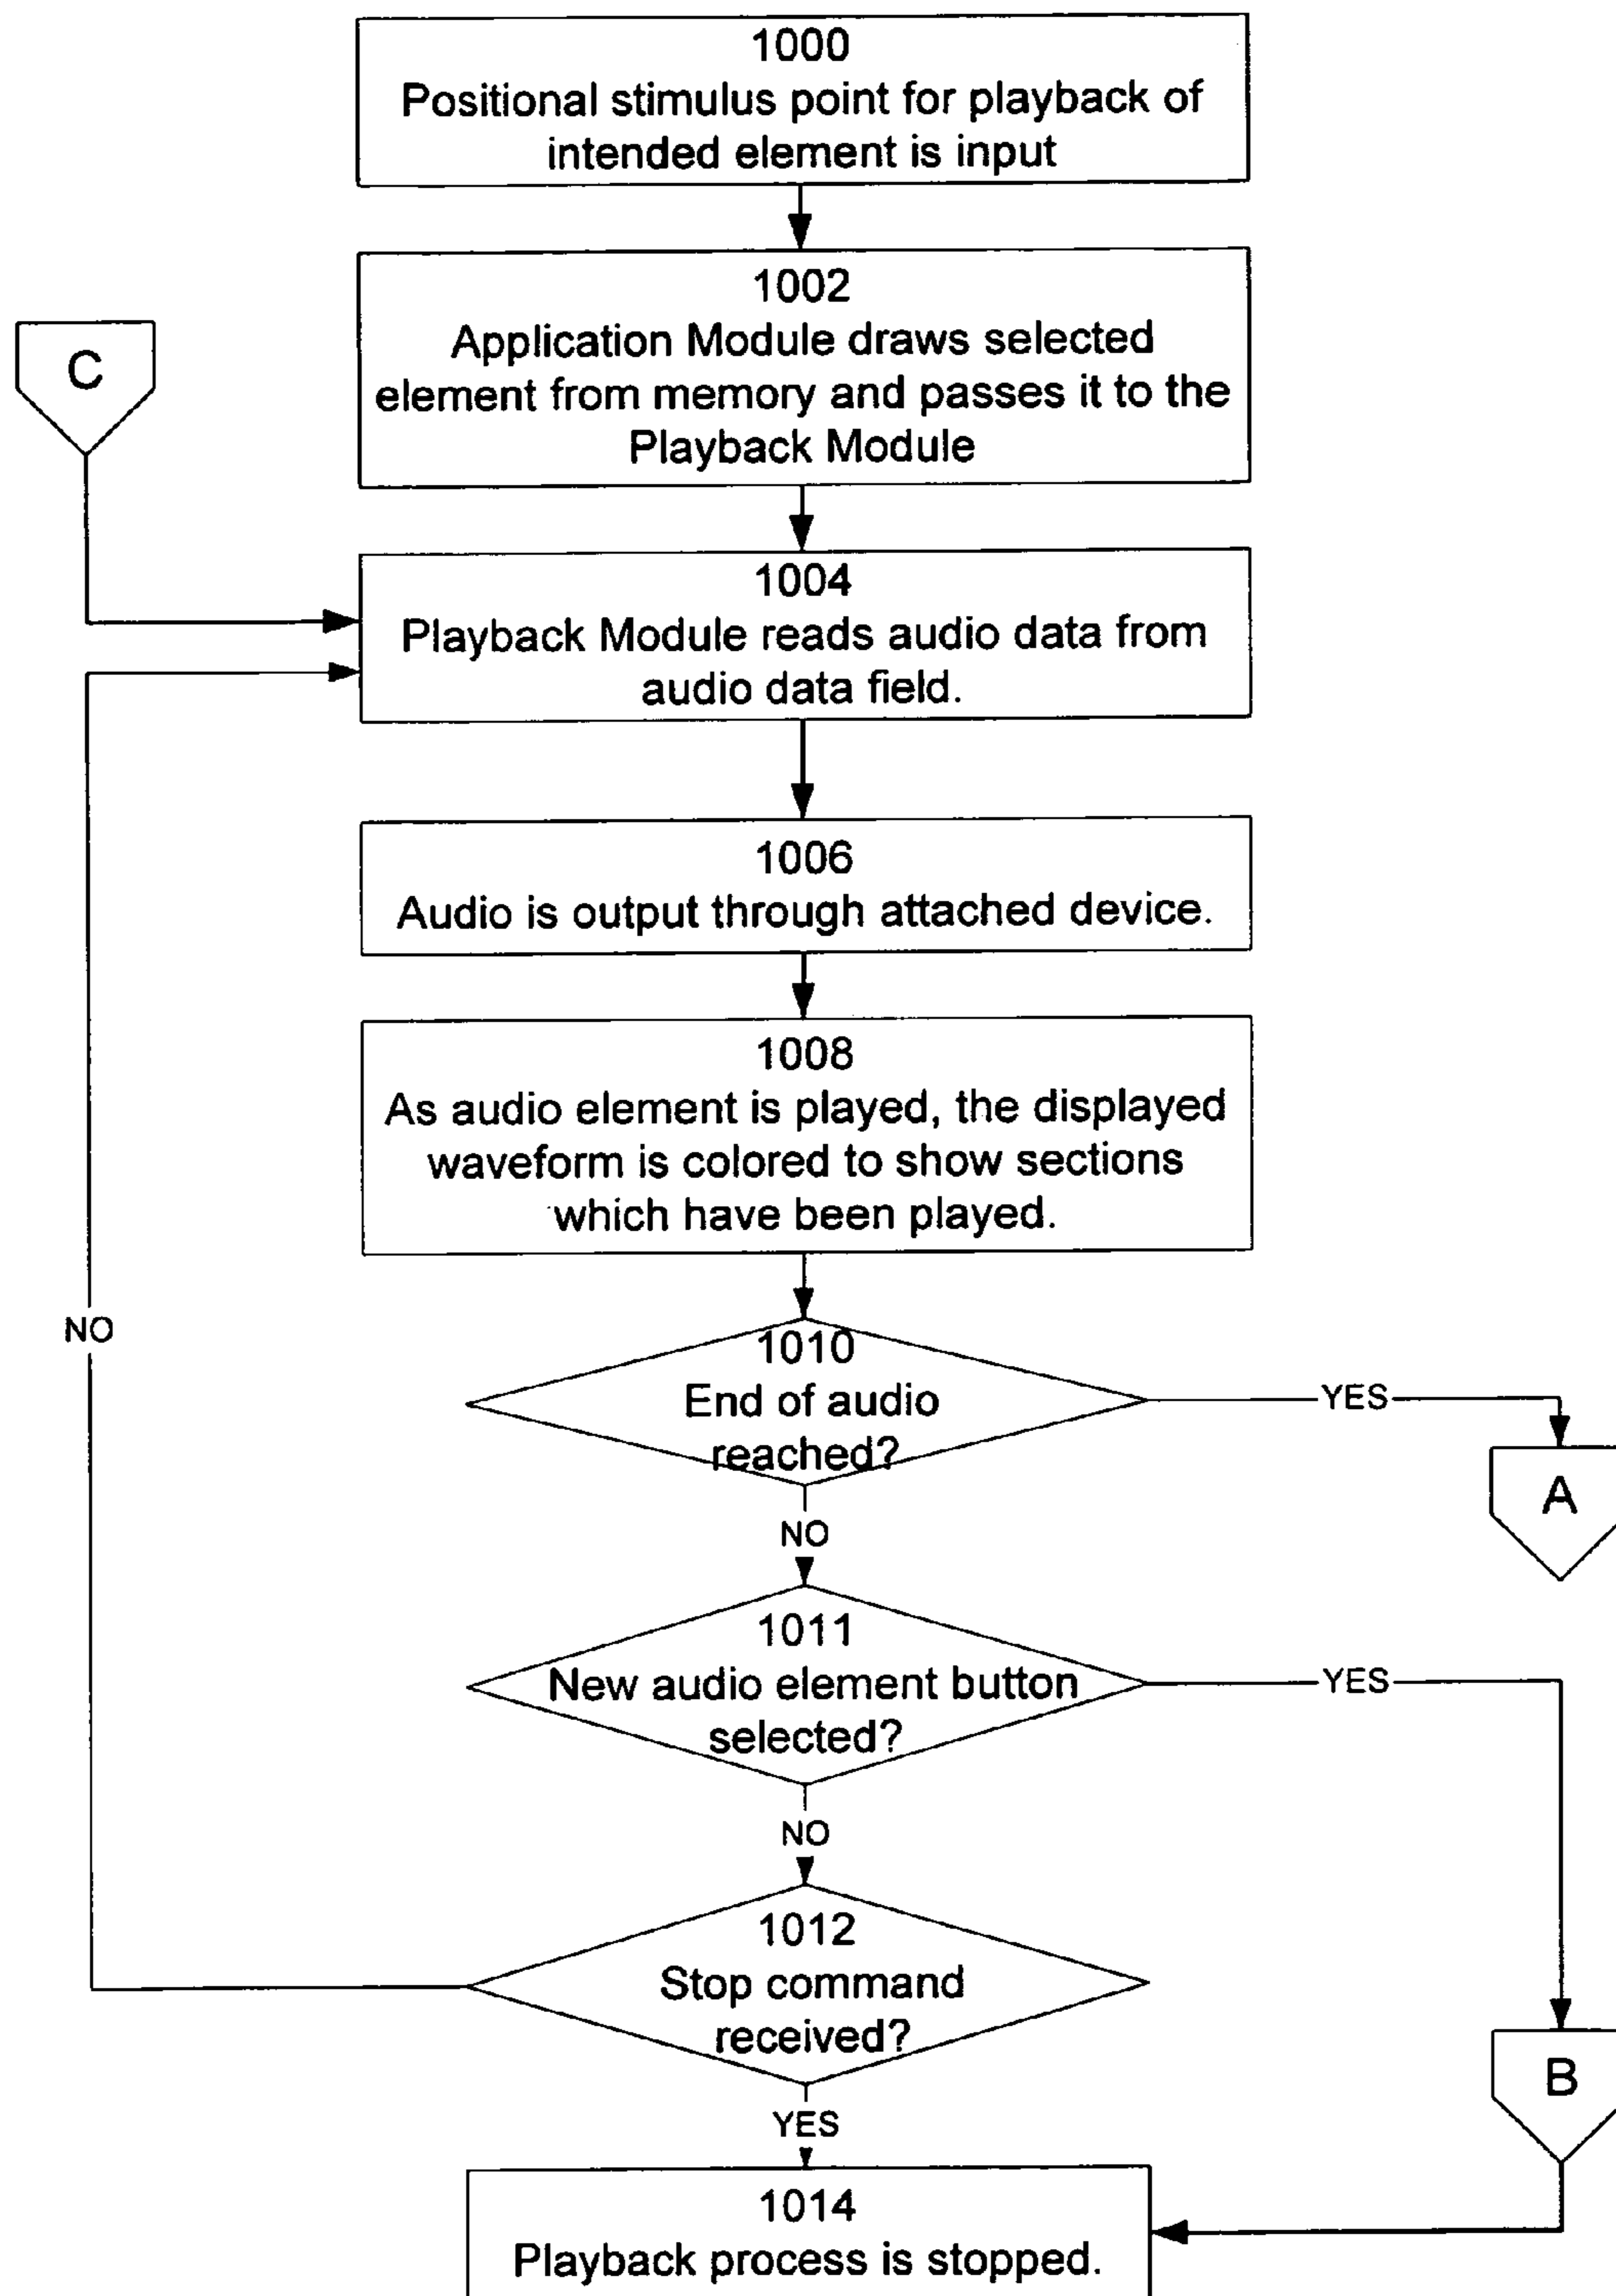 1000
Positional stimulus point for playback of
intended element is input
1002
Application Module draws selected
element from memory and passes it to the
Playback Module
C
1004
Playback Module reads audio data from
audio data field.
1006
Audio is output through attached device.
1008
As audio element is played, the displayed
waveform is colored to show sections
which have been played.
NO
1010
End of audio
reached?
YES
A
NO
1011
New audio element button
selected?
YES
NO
1012
Stop command
received?
B
YES
1014
Playback process is stopped.